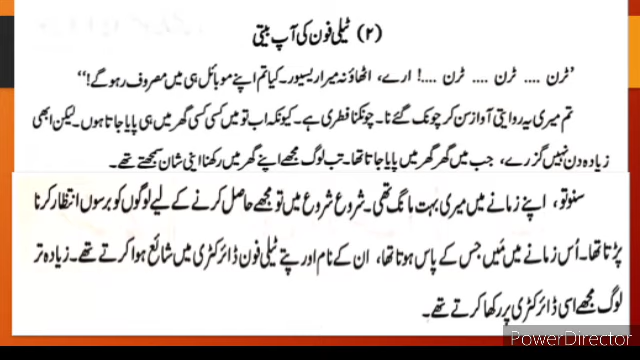 (۲) ٹیلی فون کی آپ بیتی
’ٹرن .... ٹرن .... ٹرن ....! ارے، اٹھاؤ نہ میرا ریسیور۔ کیا تم اپنے موبائل ہی میں مصروف رہو گے!‘‘
تم میری یہ روایتی آواز سن کر چونک گئے نا۔ چونکنا فطری ہے۔ کیونکہ اب تو میں کسی کسی گھر میں ہی پایا جاتا ہوں۔ لیکن ابھی
زیادہ دن نہیں گزرے، جب میں گھر گھر میں پایا جاتا تھا۔ تب لوگ مجھے اپنے گھر میں رکھنا اپنی شان سمجھتے تھے۔
سنو تو، اپنے زمانے میں میری بہت مانگ تھی۔ شروع شروع میں تو مجھے حاصل کرنے کے لیے لوگوں کو برسوں انتظار کرنا
پڑتا تھا۔ اُس زمانے میں مَیں جس کے پاس ہوتا تھا، ان کے نام اور پتے ٹیلی فون ڈائرکٹری میں شائع ہوا کرتے تھے۔ زیادہ تر
لوگ مجھے اسی ڈائرکٹری پر رکھا کرتے تھے۔
PowerDirector